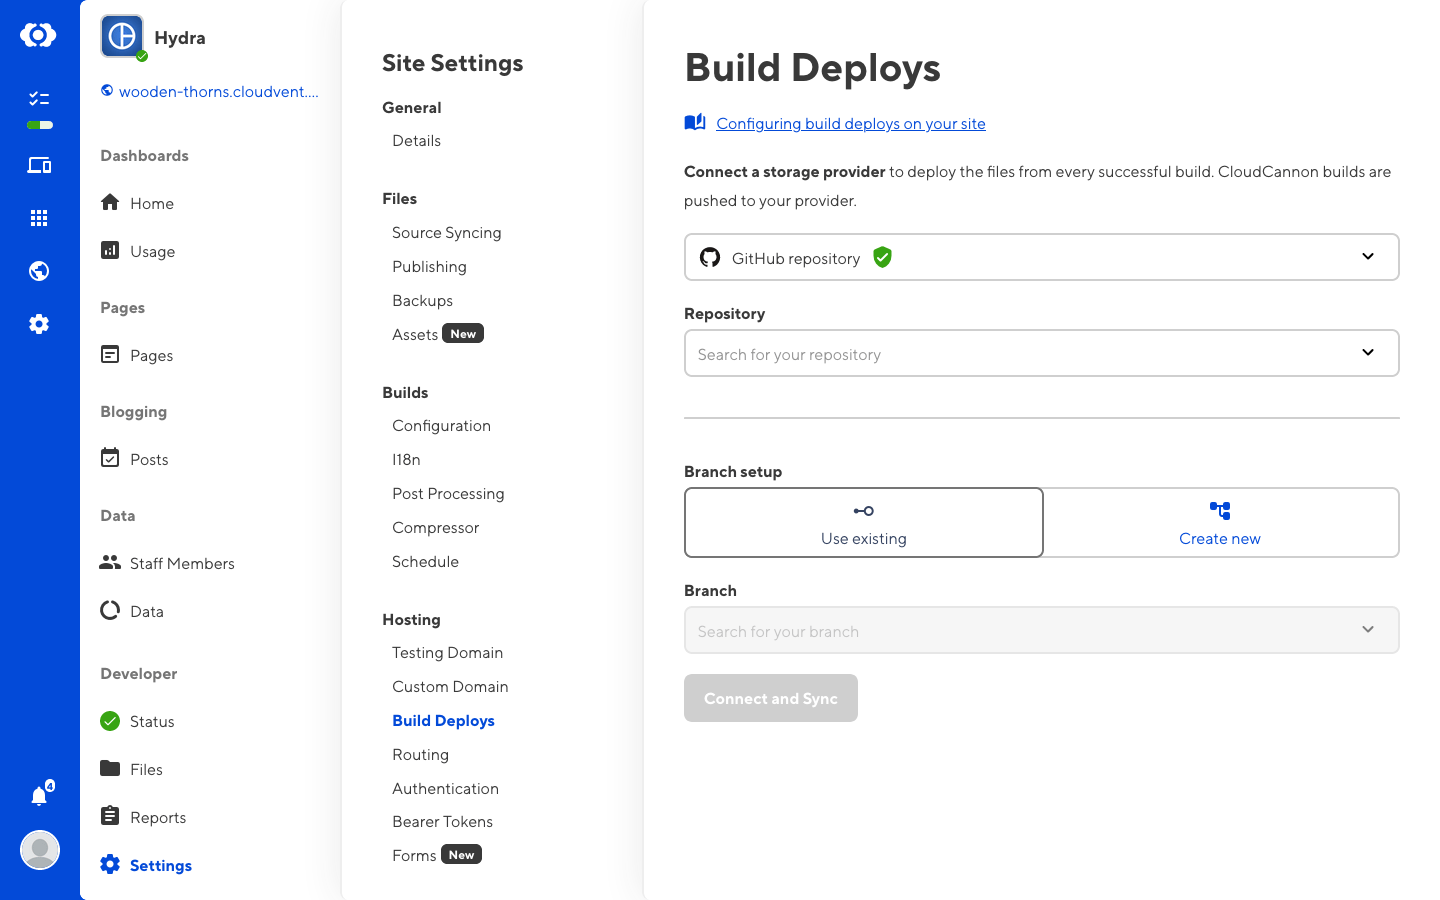 Hydra
wooden-thorns.cloudvent....
Dashboards
Home
Usage
Pages
Pages
Blogging
Posts
Data
Staff Members
Data
Developer
Status
Files
Reports
Settings
4
Site Settings
General
Details
Files
Source Syncing
Publishing
Backups
Assets New
Builds
Configuration
I18n
Post Processing
Compressor
Schedule
Hosting
Testing Domain
Custom Domain
Build Deploys
Routing
Authentication
Bearer Tokens
Forms New
Build Deploys
Configuring build deploys on your site
Connect a storage provider to deploy the files from every successful build. CloudCannon builds are
pushed to your provider.
GitHub repository
Repository
Search for your repository
Branch setup
Use existing
Create new
Branch
Search for your branch
Connect and Sync